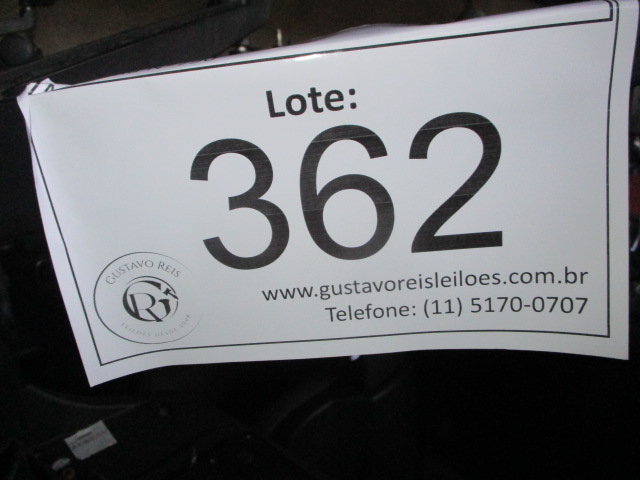 Lote:
362
GUSTAVO REIS
www.gustavoreisleiloes.com.br
Telefone: (11) 5170-0707